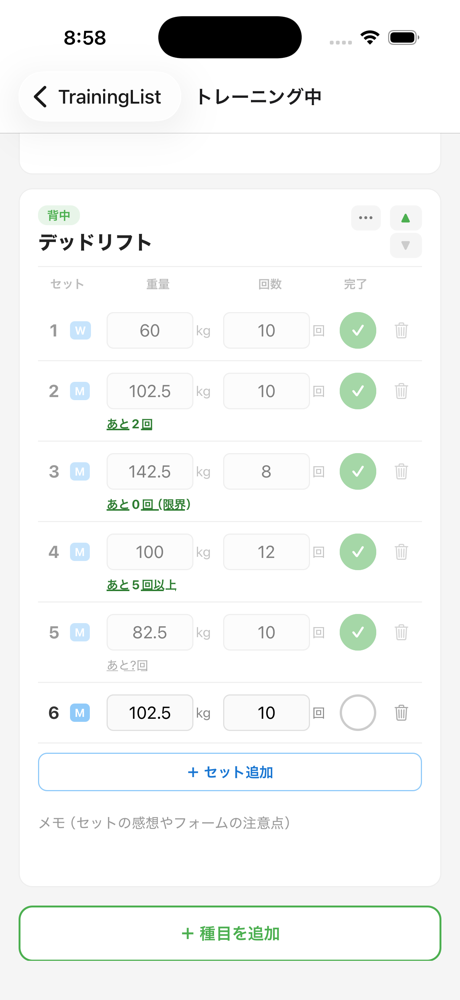 8:58
TrainingList
トレーニング中
背中
デッドリフト
セット 重量 回数 完了
1 W 60 kg 10 回
2 M 102.5 kg 10 回
あと2回
3 M 142.5 kg 8 回
あと0回（限界）
4 M 100 kg 12 回
あと5回以上
5 M 82.5 kg 10 回
あと?回
6 M 102.5 kg 10 回
+ セット追加
メモ（セットの感想やフォームの注意点）
+ 種目を追加